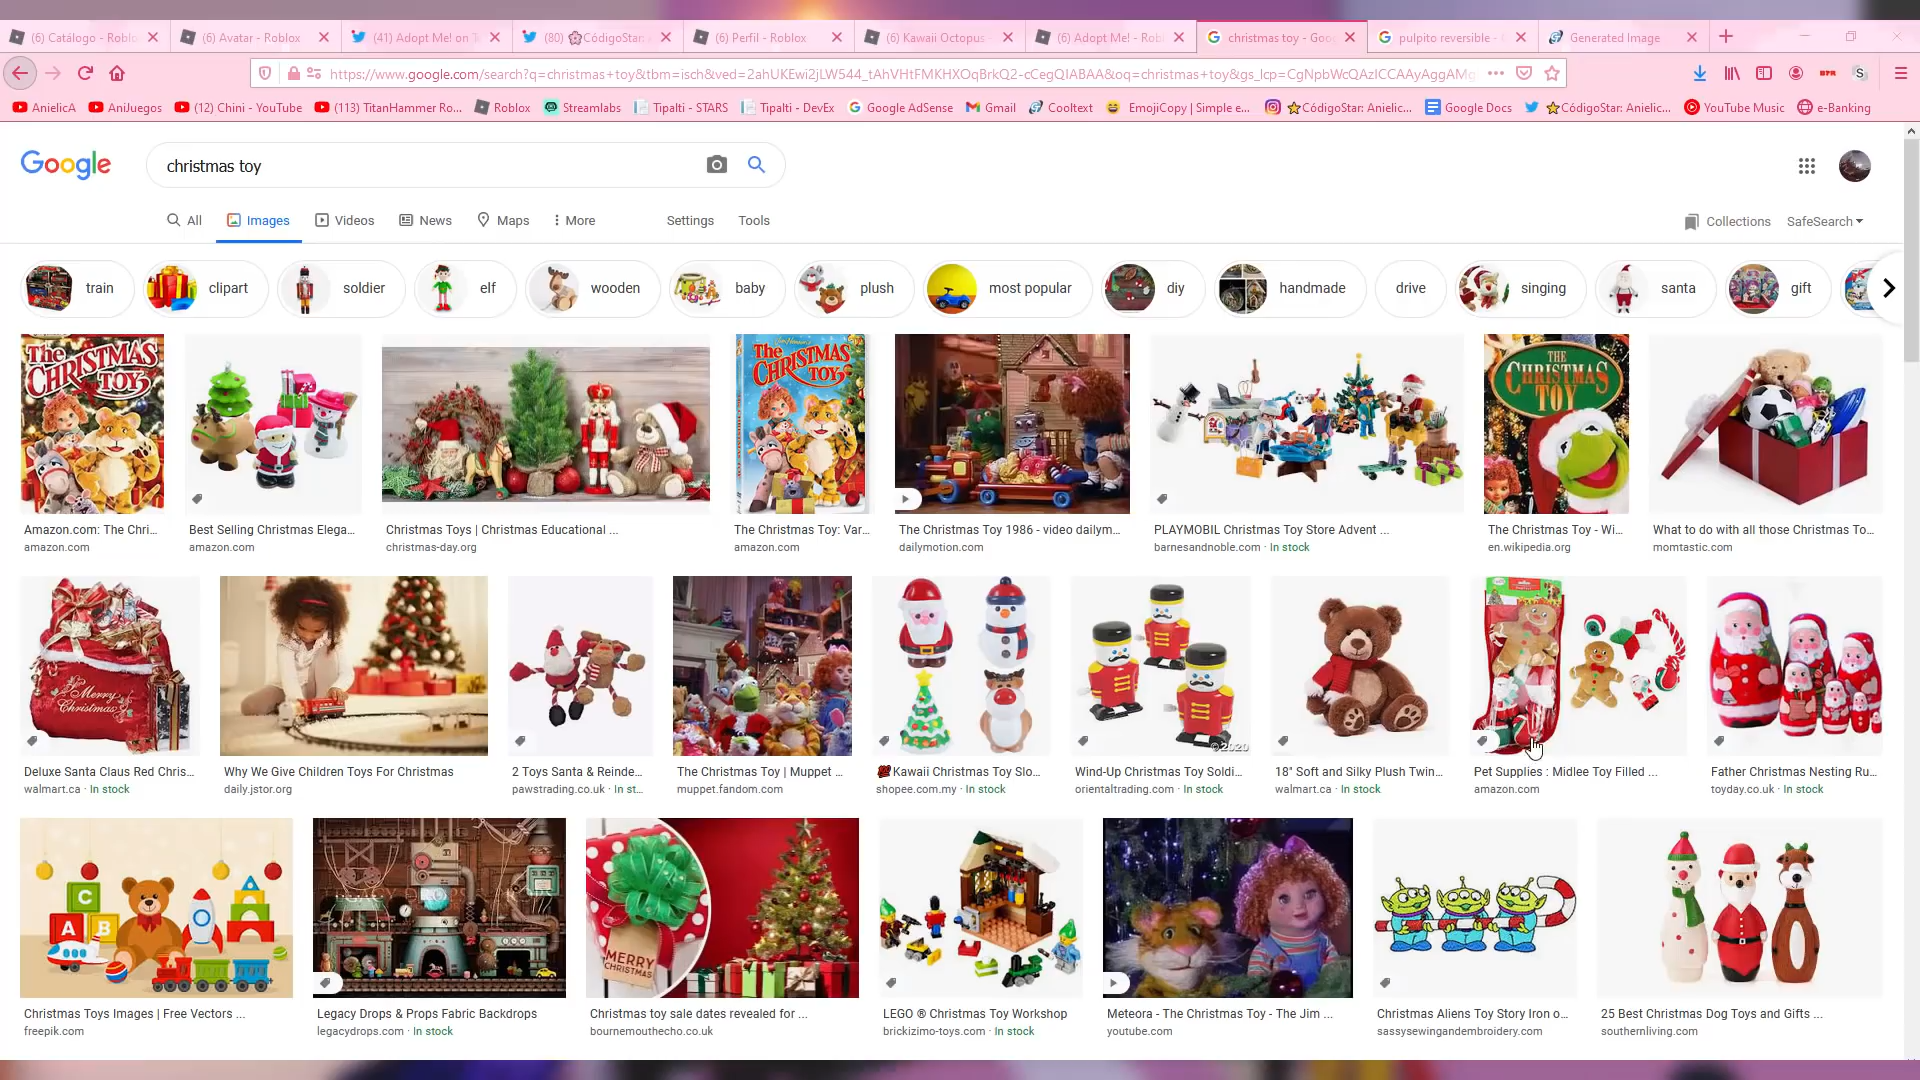 (6) Catálogo - Roblo
(6) Avatar - Roblox
(41) Adopt Me! on T
(80) CódigoStar:
(6) Perfil - Roblox
(6) Kawaii Octopus
(6) Adopt Me! - Rob
christmas toy - Goo
pulpito reversible -
Generated Image
https://www.google.com/search?q=christmas+toy&tbm=isch&ved=2ahUKEwi2jLW544_tAhVHtFMKHXOqBrkQ2-cCegQIABAA&oq=christmas+toy&gs_lcp=CgNpbWcQAzICCAAyAggAMg
AnielicA
AniJuegos
(12) Chini - YouTube
(113) TitanHammer Ro...
Roblox
Streamlabs
Tipalti - STARS
Tipalti - DevEx
Google AdSense
Gmail
Cooltext
EmojiCopy | Simple e...
⭐CódigoStar: Anielic...
Google Docs
⭐CódigoStar: Anielic...
YouTube Music
e-Banking
Google
christmas toy
All
Images
Videos
News
Maps
More
Settings
Tools
Collections
SafeSearch
train
clipart
soldier
elf
wooden
baby
plush
most popular
diy
handmade
drive
singing
santa
gift
The CHRISTMAS TOY
The CHRISTMAS TOY
THE CHRISTMAS TOY
Amazon.com: The Chri...
amazon.com
Best Selling Christmas Elega...
amazon.com
Christmas Toys | Christmas Educational ...
christmas-day.org
The Christmas Toy: Var...
amazon.com
The Christmas Toy 1986 - video dailym...
dailymotion.com
PLAYMOBIL Christmas Toy Store Advent ...
barnesandnoble.com · In stock
The Christmas Toy - Wi...
en.wikipedia.org
What to do with all those Christmas To...
momtastic.com
Merry Christmas
©2020
Deluxe Santa Claus Red Chris...
walmart.ca · In stock
Why We Give Children Toys For Christmas
daily.jstor.org
2 Toys Santa & Reinde...
pawstrading.co.uk · In st...
The Christmas Toy | Muppet ...
muppet.fandom.com
💯Kawaii Christmas Toy Slo...
shopee.com.my · In stock
Wind-Up Christmas Toy Soldi...
orientaltrading.com · In stock
18" Soft and Silky Plush Twin...
walmart.ca · In stock
Pet Supplies : Midlee Toy Filled ...
amazon.com
Father Christmas Nesting Ru...
toyday.co.uk · In stock
C
A B
MERRY CHRISTMAS
Christmas Toys Images | Free Vectors ...
freepik.com
Legacy Drops & Props Fabric Backdrops
legacydrops.com · In stock
Christmas toy sale dates revealed for ...
bournemouthecho.co.uk
LEGO ® Christmas Toy Workshop
brickizimo-toys.com · In stock
Meteora - The Christmas Toy - The Jim ...
youtube.com
Christmas Aliens Toy Story Iron o...
sassysewingandembroidery.com
25 Best Christmas Dog Toys and Gifts ...
southernliving.com